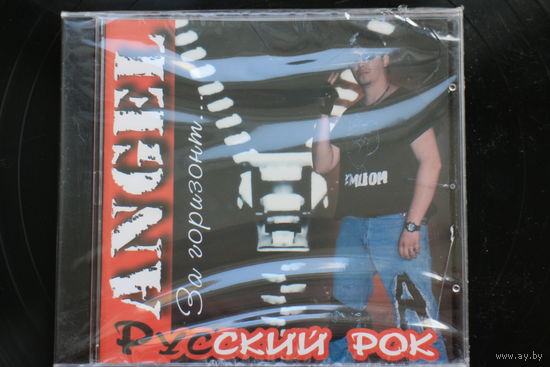 ANGEL
За горизонт...
Русский рок
www.ay.by